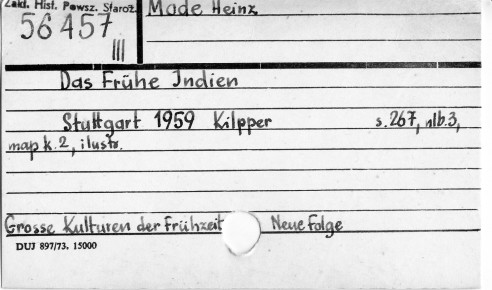 Zakł. Hist. Powsz. Staroż.
56457
III
Mode Heinz
Das Frühe Indien
Stuttgart 1959 Kilpper s. 267, nlb. 3,
map k. 2, ilustr.
Grosse Kulturen der Frühzeit Neue Folge
DUJ 897/73. 15000